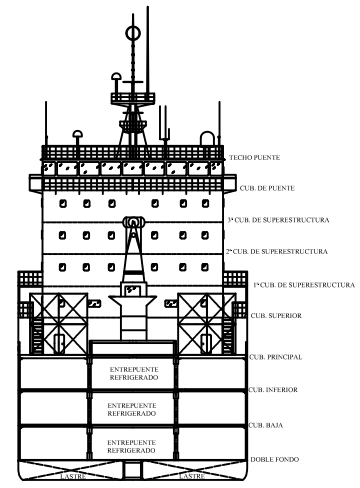 TECHO PUENTE
CUB. DE PUENTE
3ª CUB. DE SUPERESTRUCTURA
2ª CUB. DE SUPERESTRUCTURA
1ª CUB. DE SUPERESTRUCTURA
CUB. SUPERIOR
CUB. PRINCIPAL
ENTREPUENTE
REFRIGERADO
CUB. INFERIOR
ENTREPUENTE
REFRIGERADO
CUB. BAJA
ENTREPUENTE
REFRIGERADO
DOBLE FONDO
LASTRE
LASTRE